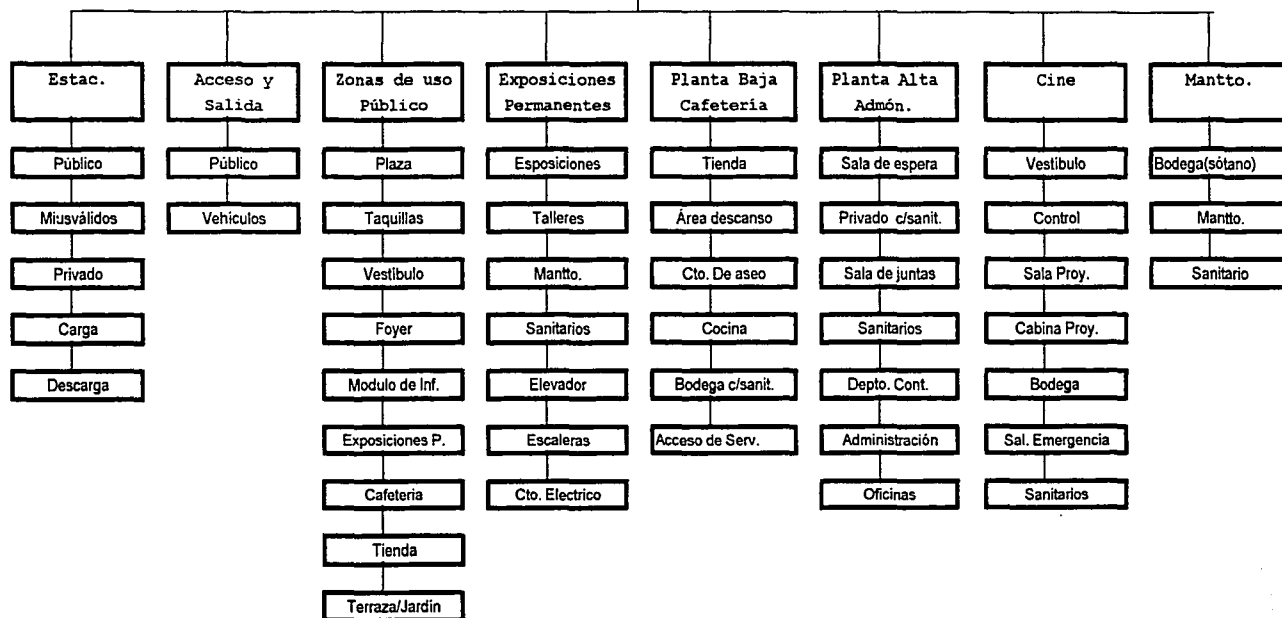 Estac.
Acceso y
Salida
Zonas de uso
Público
Exposiciones
Permanentes
Planta Baja
Cafetería
Planta Alta
Admón.
Cine
Mantto.
Público
Miusválidos
Privado
Carga
Descarga
Público
Vehículos
Plaza
Taquillas
Vestibulo
Foyer
Modulo de Inf.
Exposiciones P.
Cafeteria
Tienda
Terraza/Jardin
Esposiciones
Talleres
Mantto.
Sanitarios
Elevador
Escaleras
Cto. Electrico
Tienda
Área descanso
Cto. De aseo
Cocina
Bodega c/sanit.
Acceso de Serv.
Sala de espera
Privado c/sanit.
Sala de juntas
Sanitarios
Depto. Cont.
Administración
Oficinas
Vestíbulo
Control
Sala Proy.
Cabina Proy.
Bodega
Sal. Emergencia
Sanitarios
Bodega(sòtano)
Mantto.
Sanitario